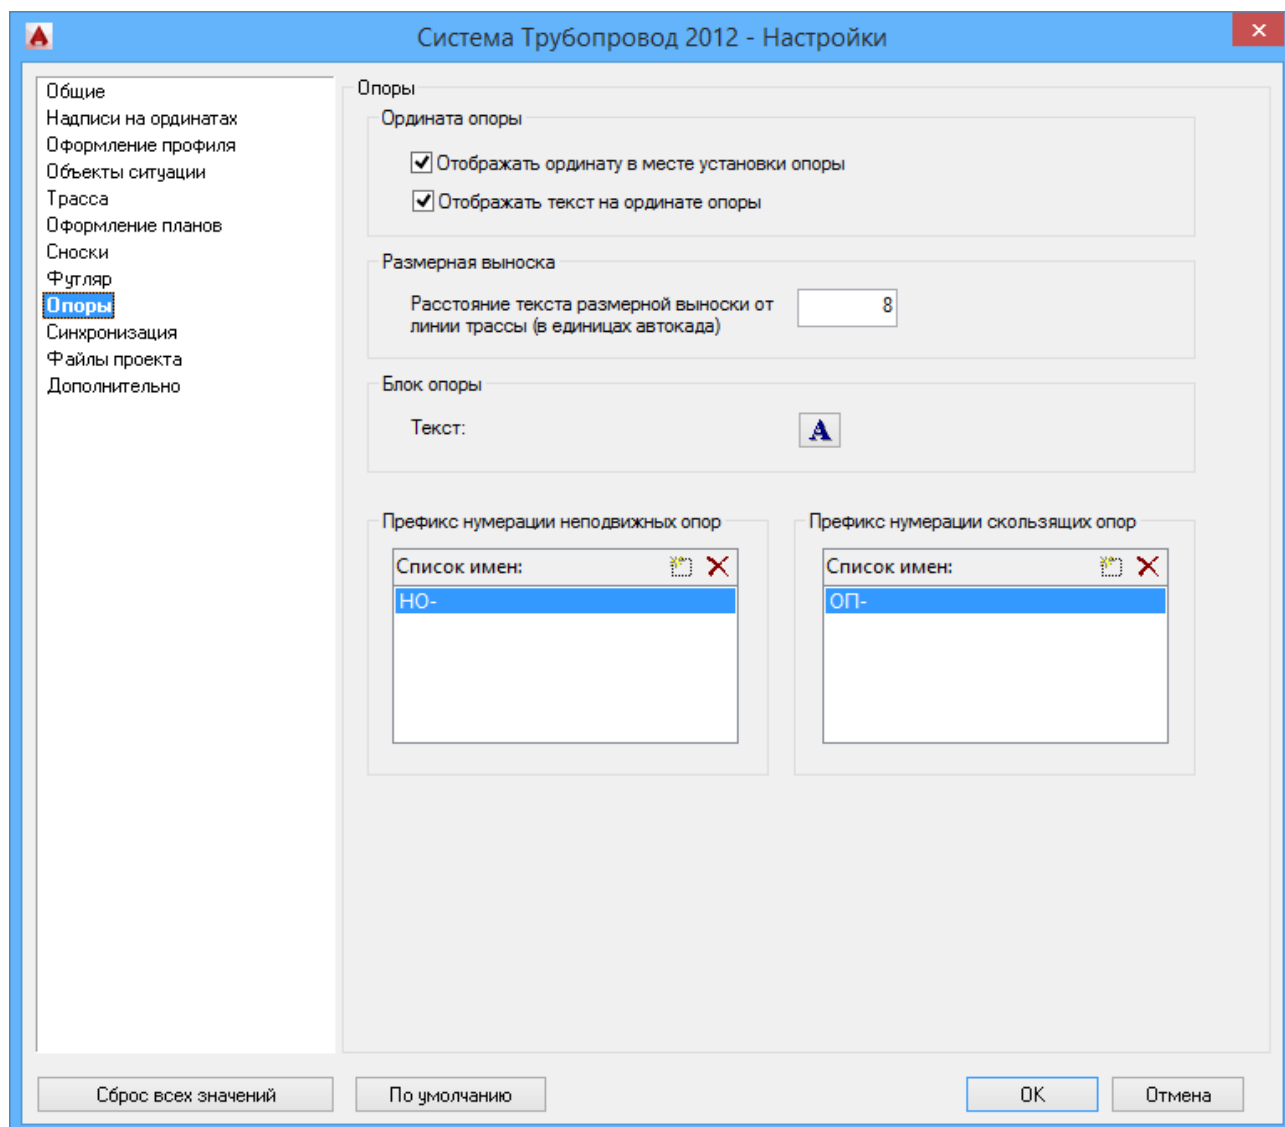 Система Трубопровод 2012 - Настройки
Общие
Надписи на ординатах
Оформление профиля
Объекты ситуации
Трасса
Оформление планов
Сноски
Футляр
Опоры
Синхронизация
Файлы проекта
Дополнительно
Опоры
Ордината опоры
Отображать ординату в месте установки опоры
Отображать текст на ординате опоры
Размерная выноска
Расстояние текста размерной выноски от
линии трассы (в единицах автокада)
8
Блок опоры
Текст:
A
Префикс нумерации неподвижных опор
Список имен:
НО-
Префикс нумерации скользящих опор
Список имен:
ОП-
Сброс всех значений
По умолчанию
OK
Отмена